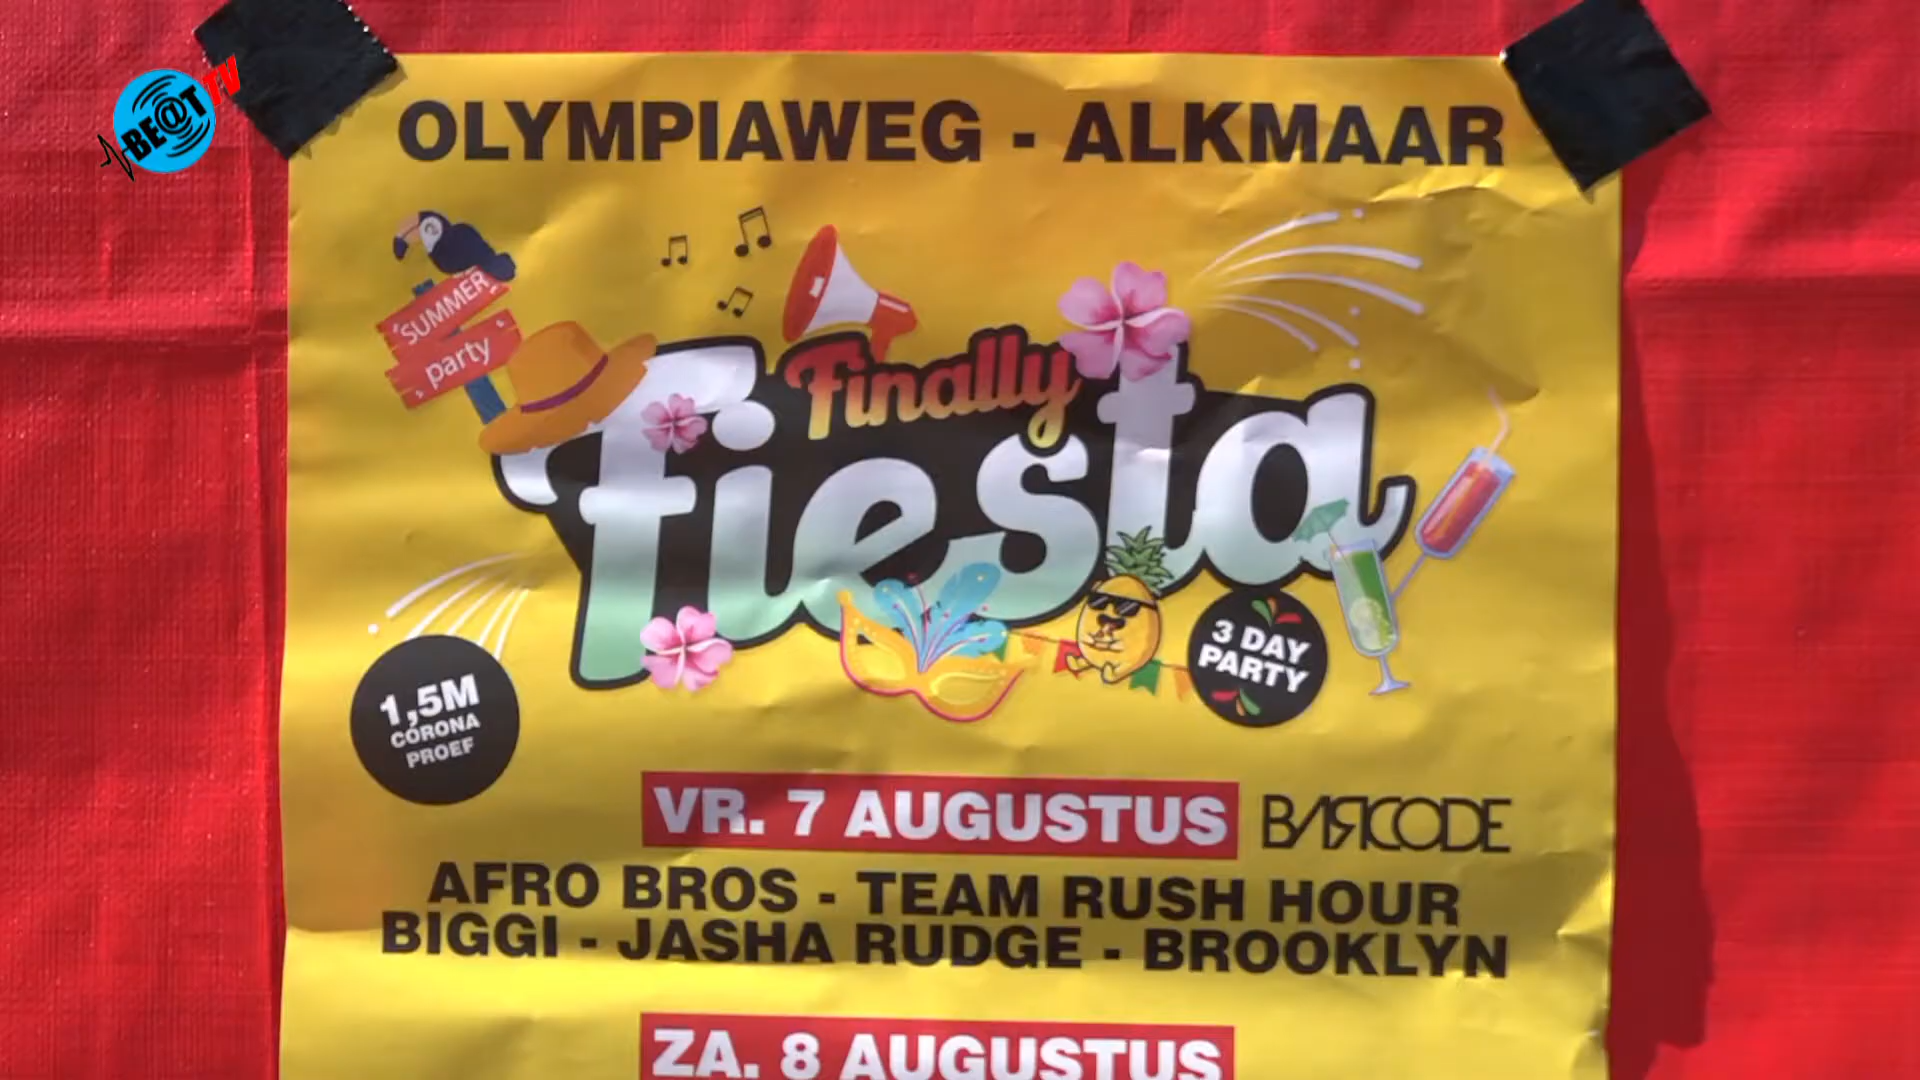 BE@T TV
OLYMPIAWEG - ALKMAAR
SUMMER
party
Finally
fiesta
3 DAY
PARTY
1,5M
CORONA
PROEF
VR. 7 AUGUSTUS BARCODE
AFRO BROS - TEAM RUSH HOUR
BIGGI - JASHA RUDGE - BROOKLYN
ZA. 8 AUGUSTUS